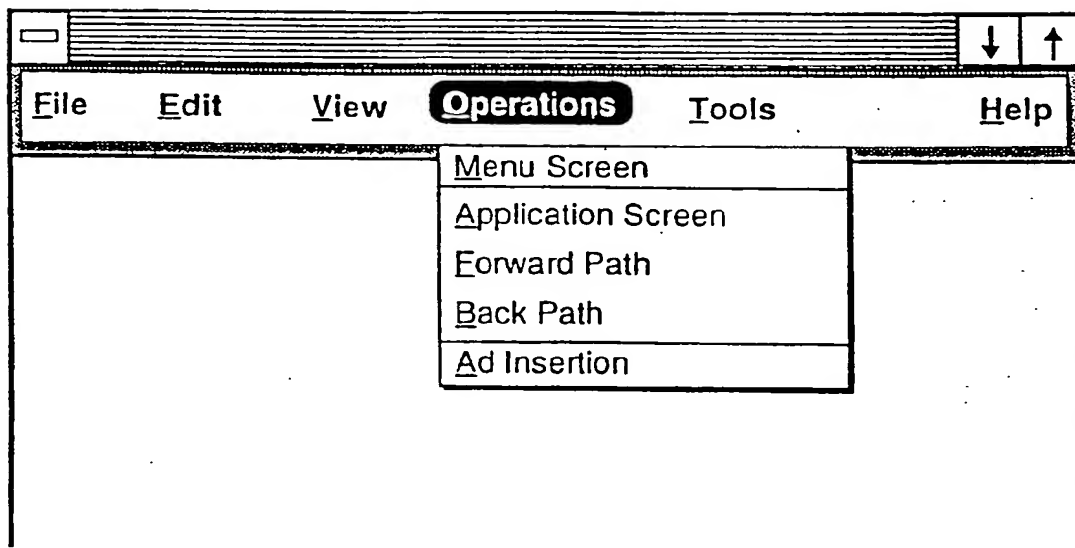 File Edit View Operations Tools Help
Menu Screen
Application Screen
Forward Path
Back Path
Ad Insertion